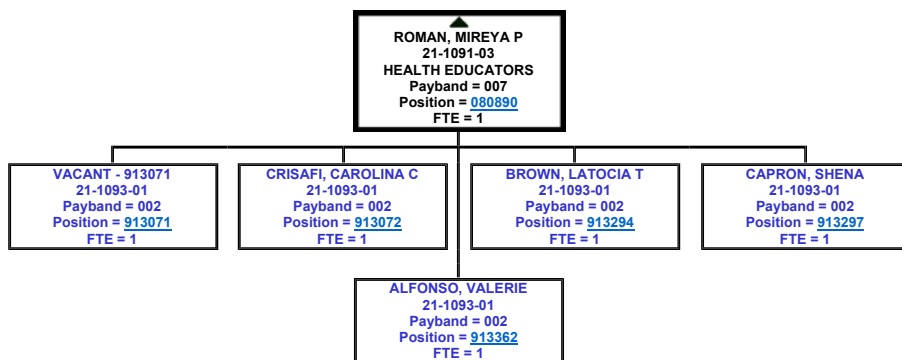 ROMAN, MIREYA P
21-1091-03
HEALTH EDUCATORS
Payband = 007
Position = 080890
FTE = 1
VACANT - 913071
21-1093-01
Payband = 002
Position = 913071
FTE = 1
CRISAFI, CAROLINA C
21-1093-01
Payband = 002
Position = 913072
FTE = 1
BROWN, LATOCIA T
21-1093-01
Payband = 002
Position = 913294
FTE = 1
CAPRON, SHENA
21-1093-01
Payband = 002
Position = 913297
FTE = 1
ALFONSO, VALERIE
21-1093-01
Payband = 002
Position = 913362
FTE = 1